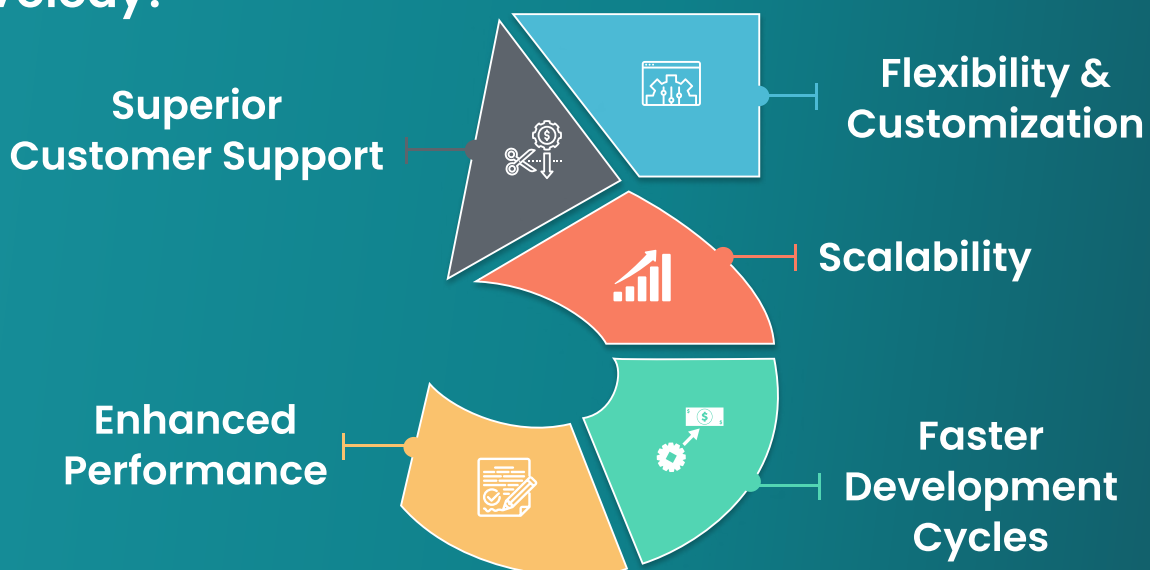 Superior
Customer Support
Flexibility &
Customization
Scalability
Enhanced
Performance
Faster
Development
Cycles